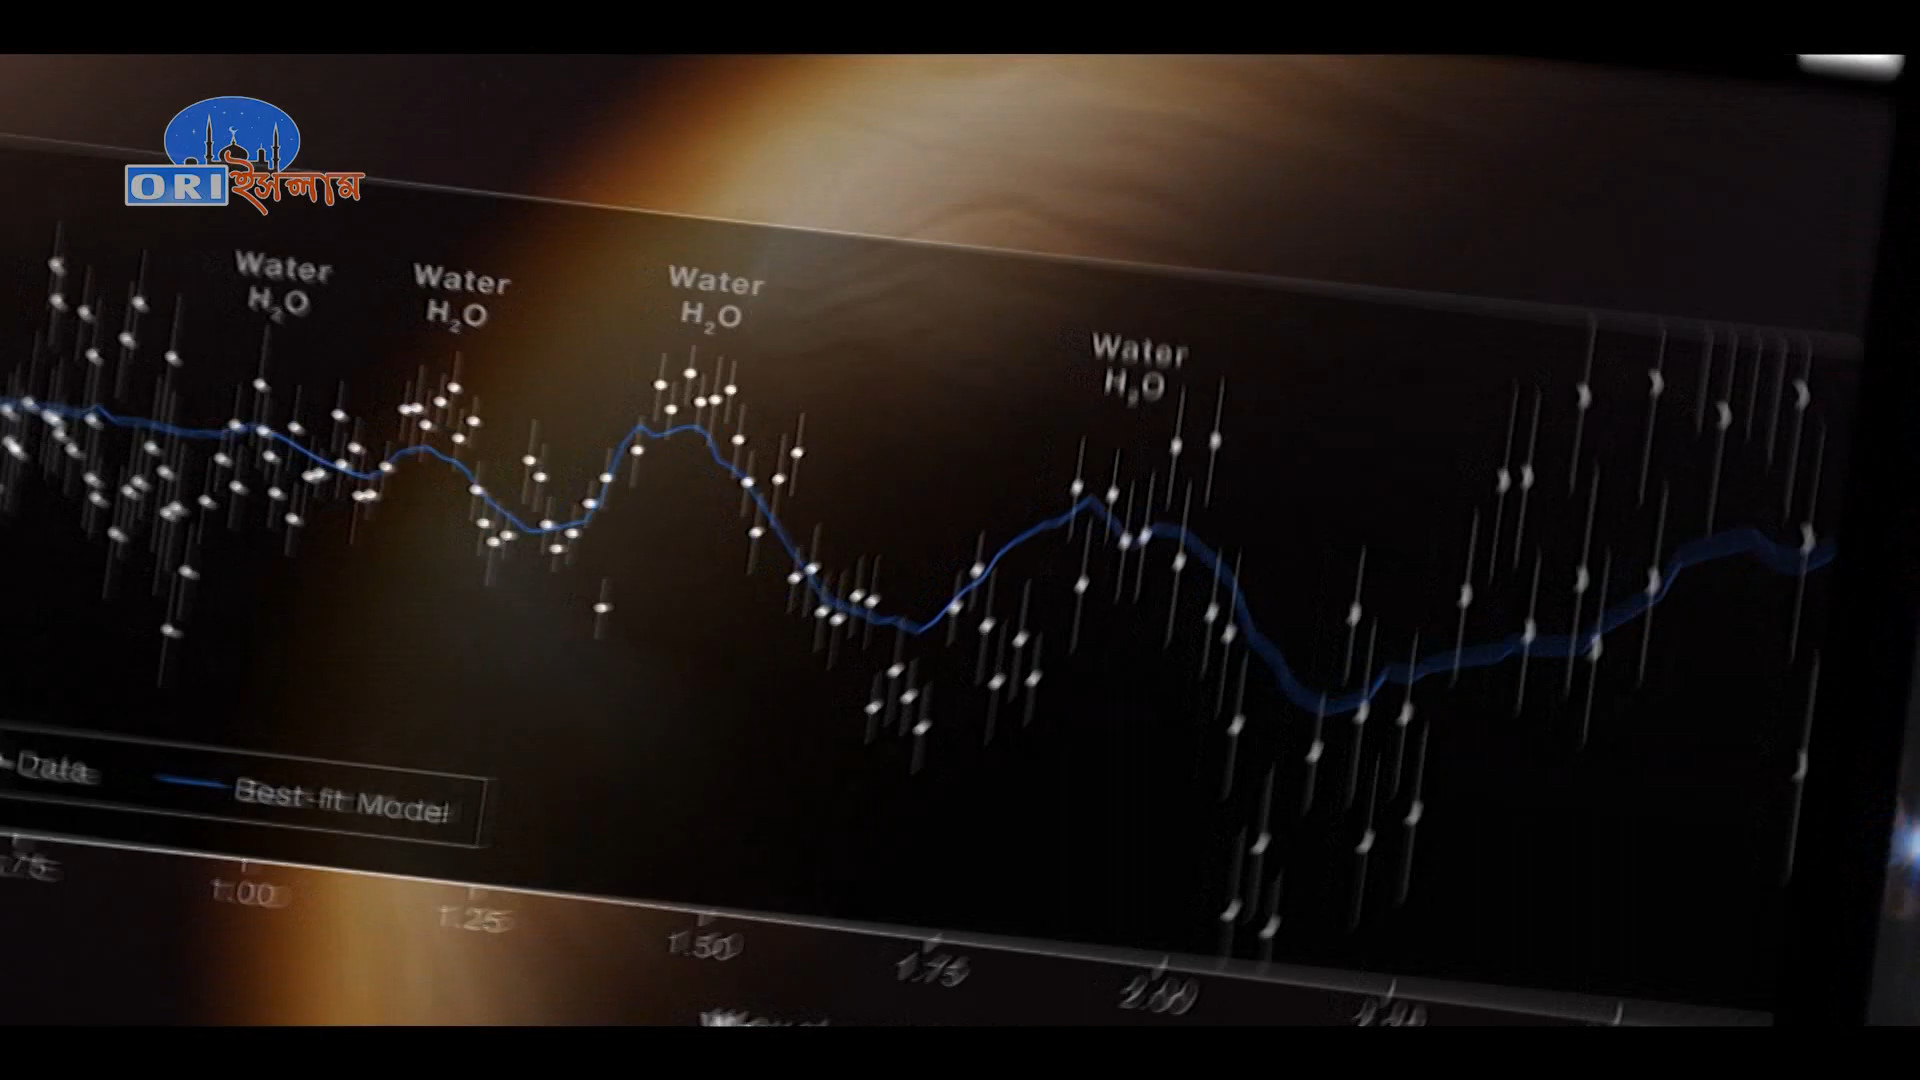 ORI ইসলাম
Water
H₂O
Water
H₂O
Water
H₂O
Water
H₂O
Data
Best-fit Model
.75
1.00
1.25
1.50
1.75
2.00